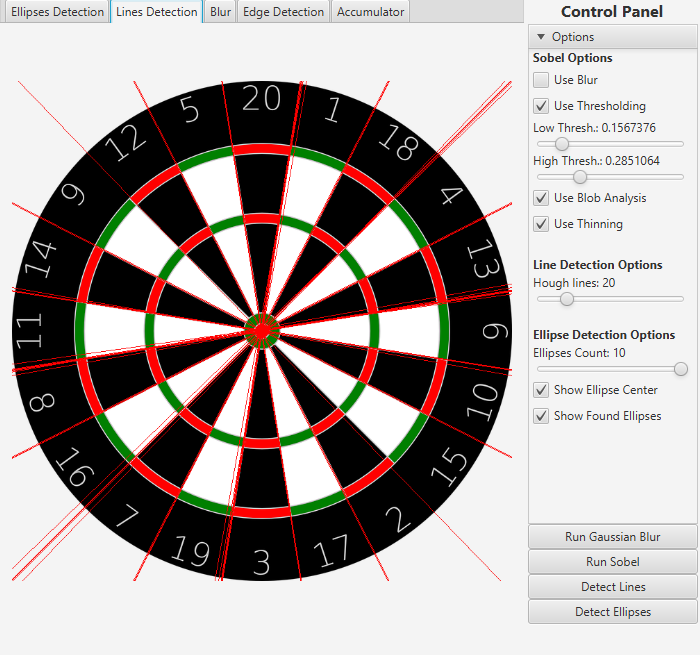 Ellipses Detection Lines Detection Blur Edge Detection Accumulator
20
1
18
4
13
6
10
15
2
17
3
19
7
16
8
11
14
9
12
5
Control Panel
Options
Sobel Options
Use Blur
Use Thresholding
Low Thresh.: 0.1567376
High Thresh.: 0.2851064
Use Blob Analysis
Use Thinning
Line Detection Options
Hough lines: 20
Ellipse Detection Options
Ellipses Count: 10
Show Ellipse Center
Show Found Ellipses
Run Gaussian Blur
Run Sobel
Detect Lines
Detect Ellipses